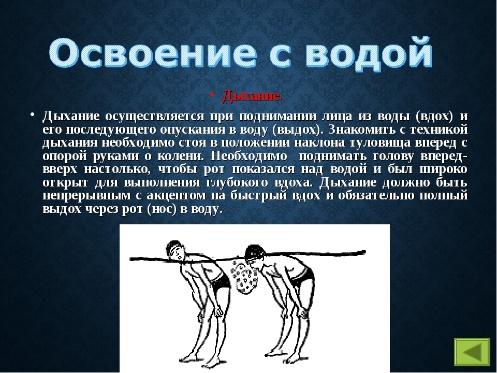 Освоение с водой
• Дыхание.
• Дыхание осуществляется при поднимании лица из воды (вдох) и
его последующего опускания в воду (выдох). Знакомить с техникой
дыхания необходимо стоя в положении наклона туловища вперед с
опорой руками о колени. Необходимо поднимать голову вперед-
вверх настолько, чтобы рот показался над водой и был широко
открыт для выполнения глубокого вдоха. Дыхание должно быть
непрерывным с акцентом на быстрый вдох и обязательно полный
выдох через рот (нос) в воду.